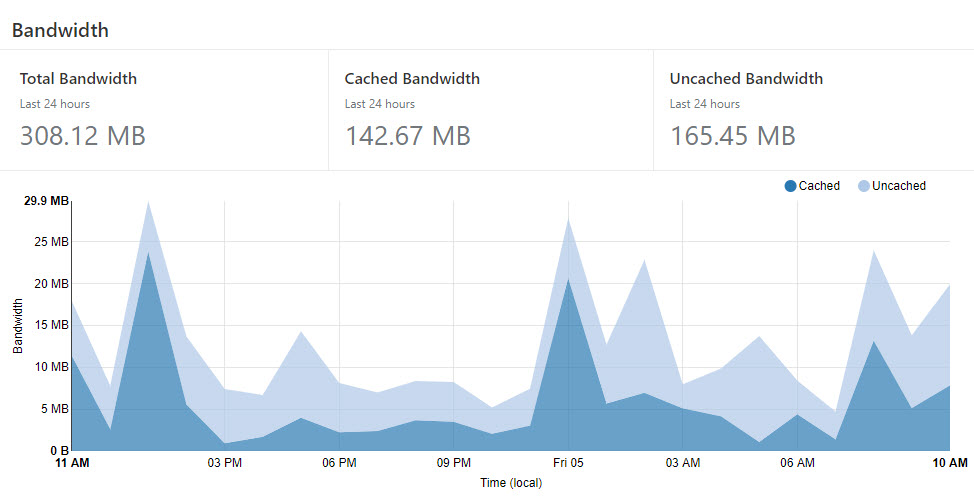 Bandwidth
Total Bandwidth
Last 24 hours
308.12 MB
Cached Bandwidth
Last 24 hours
142.67 MB
Uncached Bandwidth
Last 24 hours
165.45 MB
Cached
Uncached
29.9 MB
25 MB
20 MB
15 MB
10 MB
5 MB
0 B
Bandwidth
11 AM
03 PM
06 PM
09 PM
Fri 05
03 AM
06 AM
10 AM
Time (local)